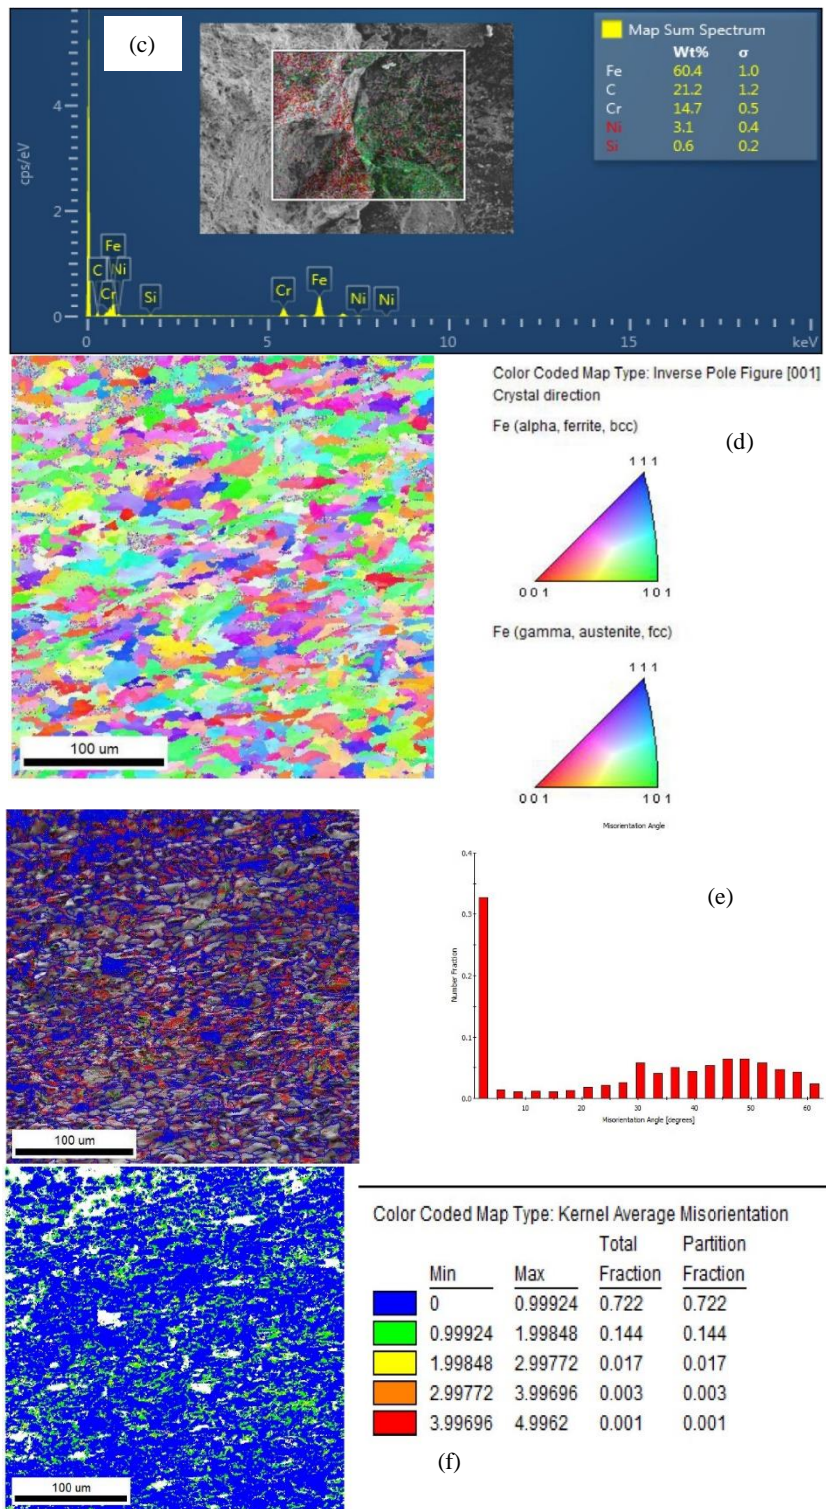 (c)
Map Sum Spectrum
Wt% σ
Fe 60.4 1.0
C 21.2 1.2
Cr 14.7 0.5
Ni 3.1 0.4
Si 0.6 0.2
cps/eV
4
2
0
Fe
C Ni
Cr
Si
Cr
Fe
Ni
Ni
0 5 10 15 keV
Color Coded Map Type: Inverse Pole Figure [001]
Crystal direction
Fe (alpha, ferrite, bcc)
(d)
1 1 1
0 0 1 1 0 1
Fe (gamma, austenite, fcc)
1 1 1
0 0 1 1 0 1
100 um
Misorientation Angle
(e)
Number Fraction
0.4
0.3
0.2
0.1
0.0
10 20 30 40 50 60
Misorientation Angle [degrees]
100 um
Color Coded Map Type: Kernel Average Misorientation
Total Partition
Min Max Fraction Fraction
0 0.99924 0.722 0.722
0.99924 1.99848 0.144 0.144
1.99848 2.99772 0.017 0.017
2.99772 3.99696 0.003 0.003
3.99696 4.9962 0.001 0.001
(f)
100 um